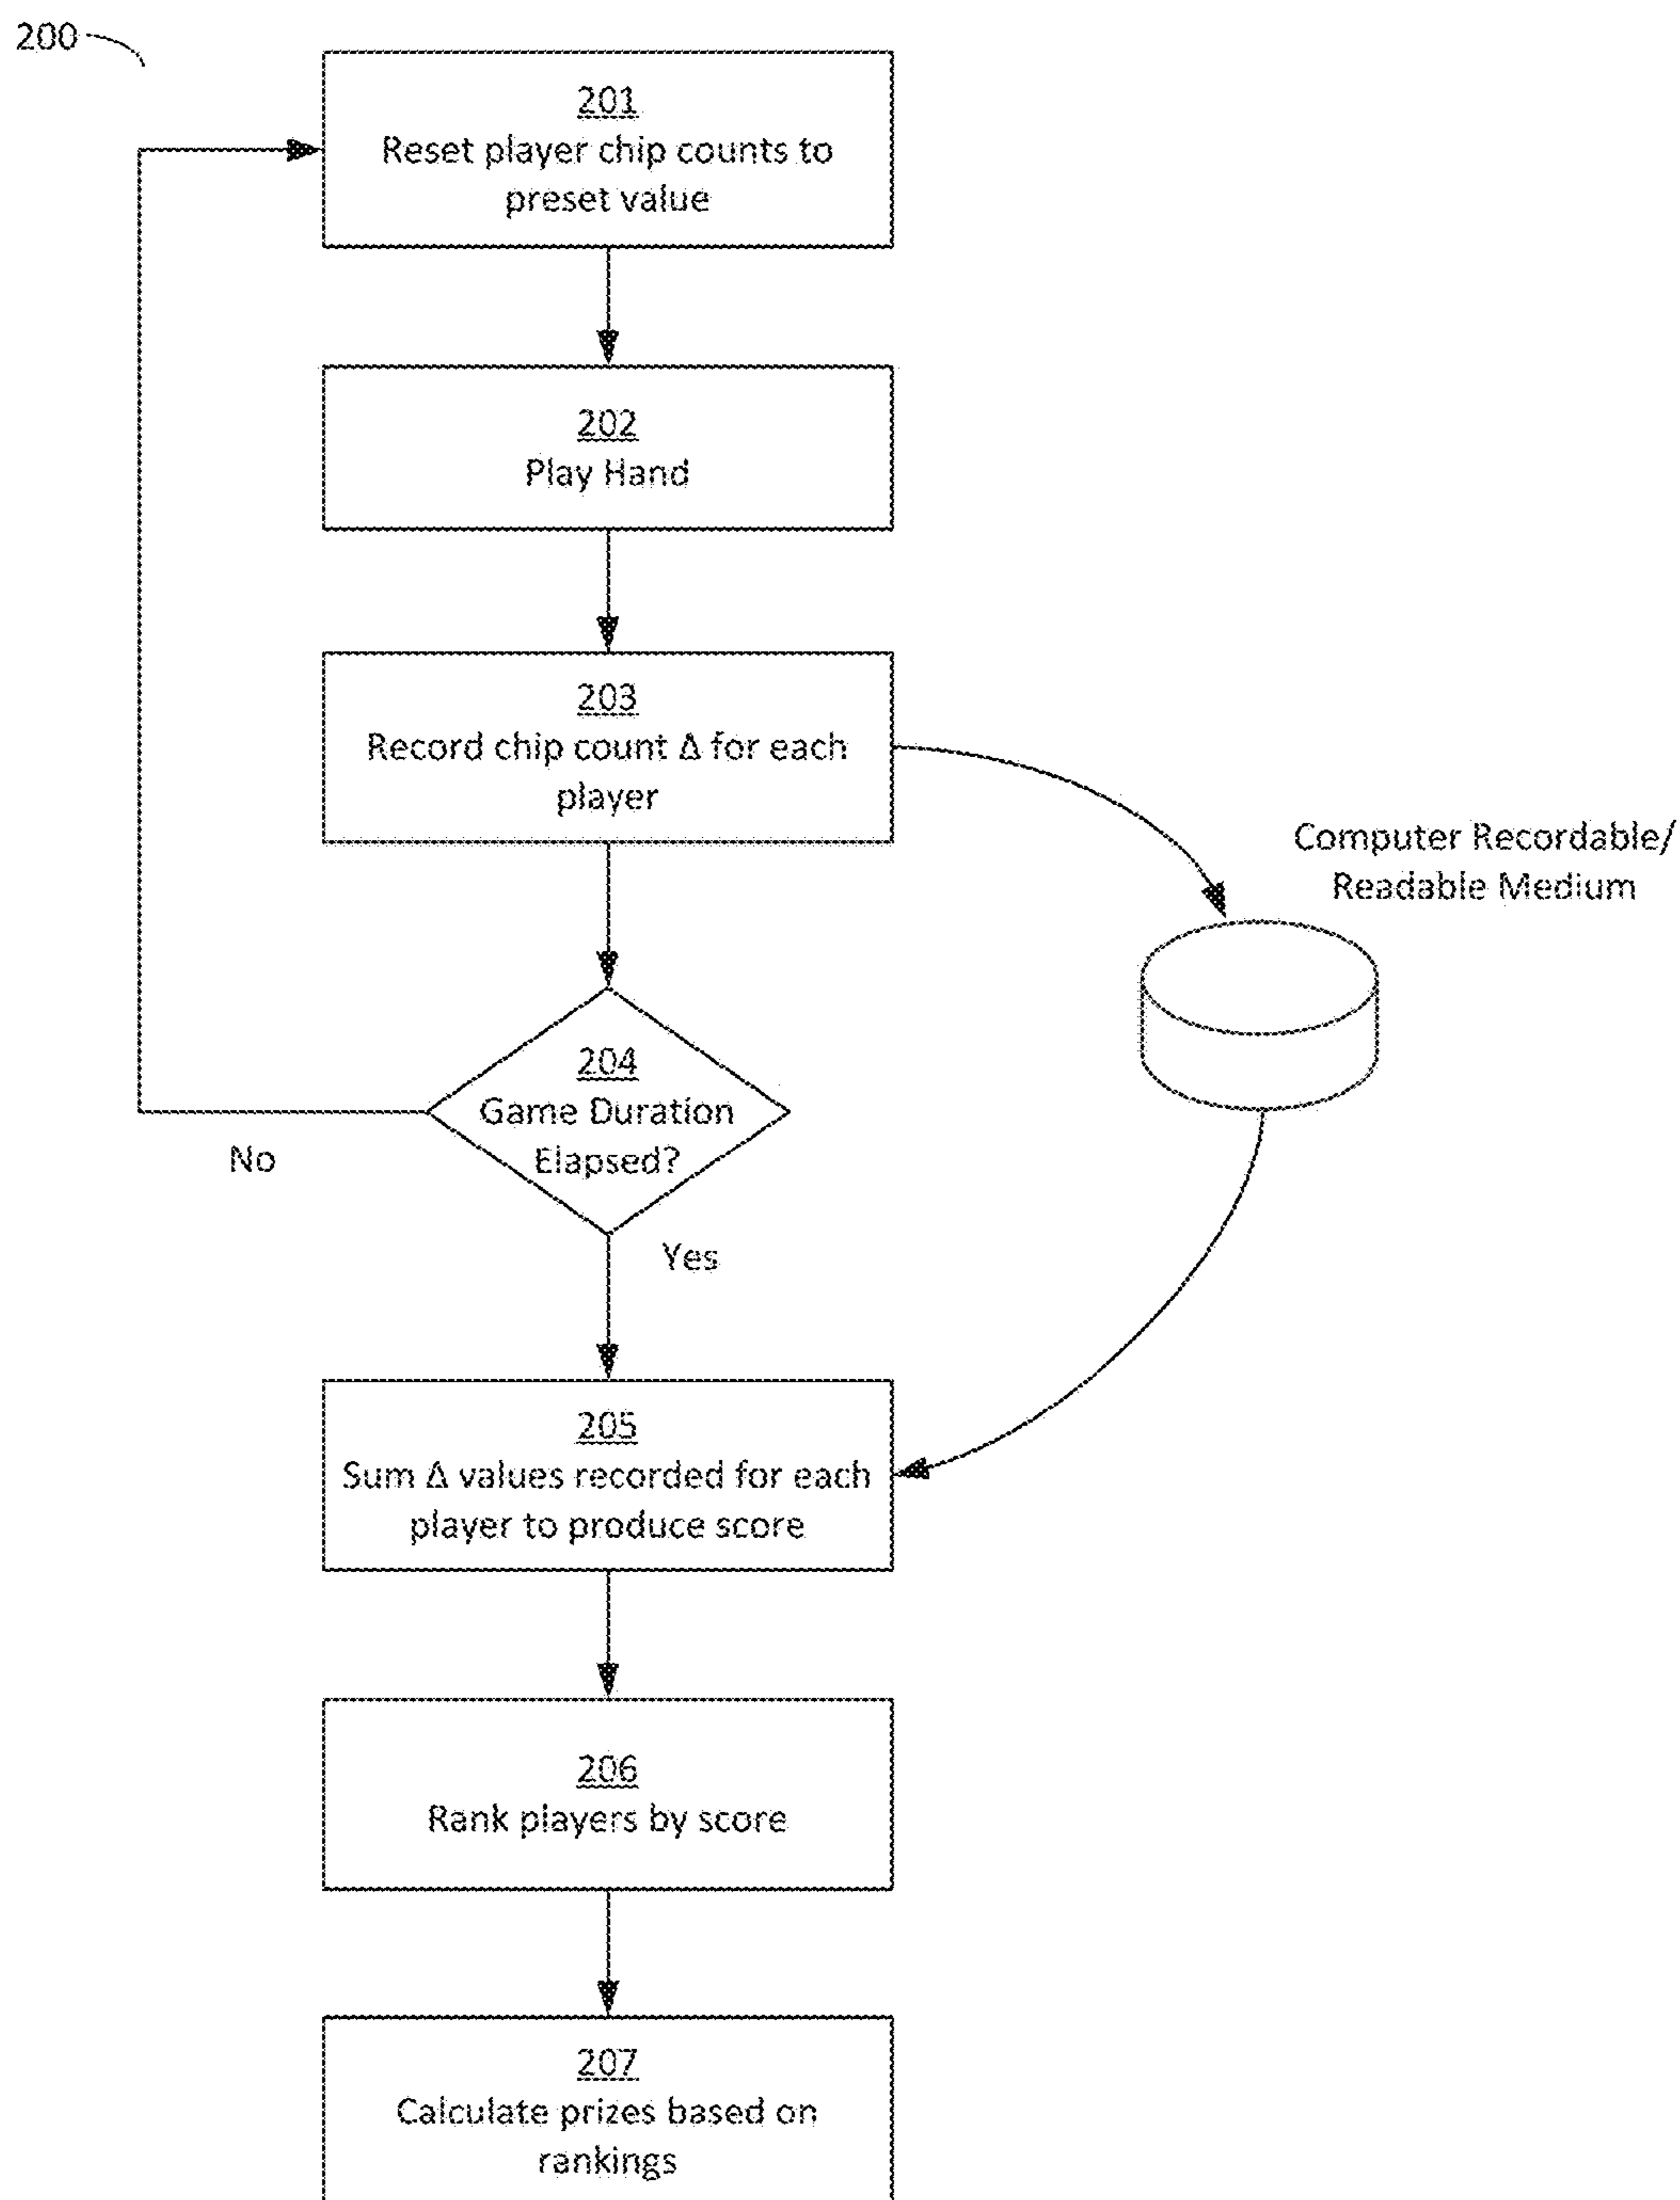 200
201
Reset player chip counts to
preset value
202
Play Hand
203
Record chip count Δ for each
player
Computer Recordable/
Readable Medium
204
Game Duration
Elapsed?
No
Yes
205
Sum Δ values recorded for each
player to produce score
206
Rank players by score
207
Calculate prizes based on
rankings